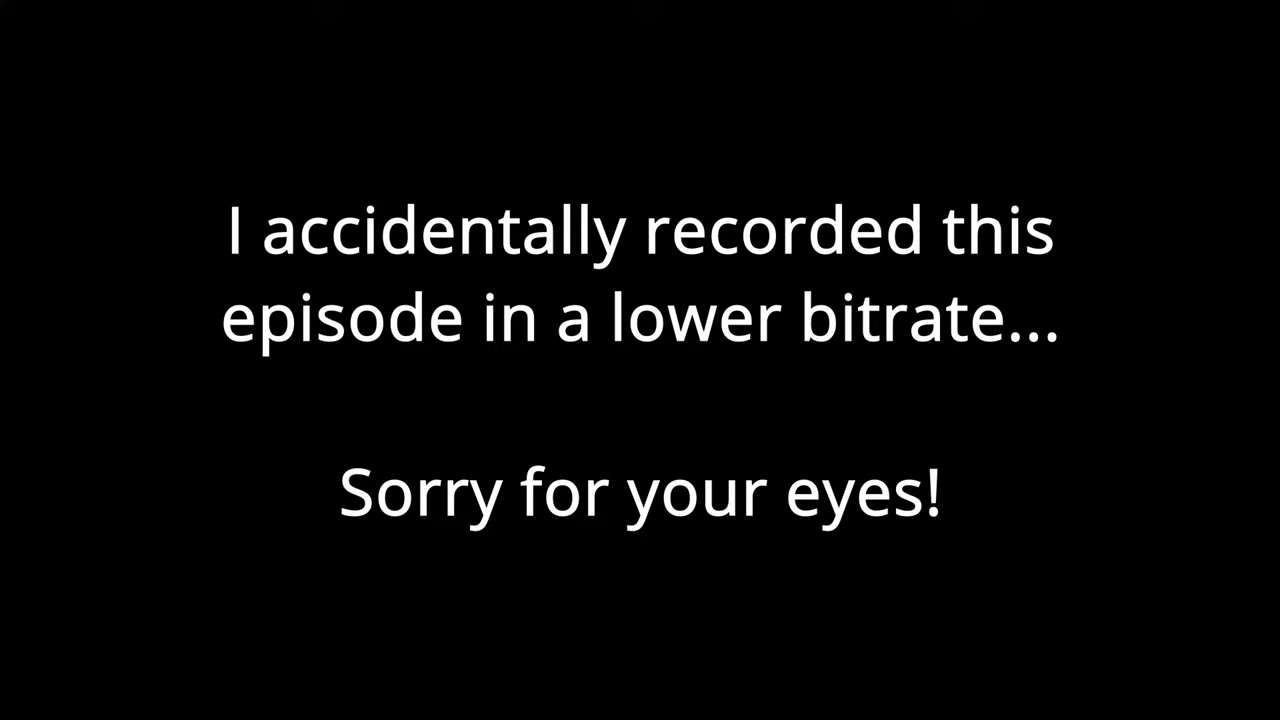 I accidentally recorded this
episode in a lower bitrate...
Sorry for your eyes!